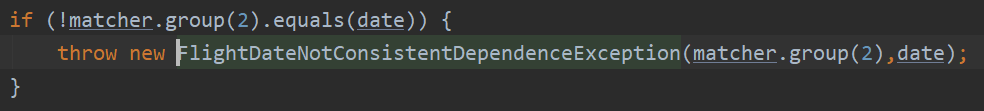 if (!matcher.group(2).equals(date)) {
throw new FlightDateNotConsistentDependenceException(matcher.group(2),date);
}